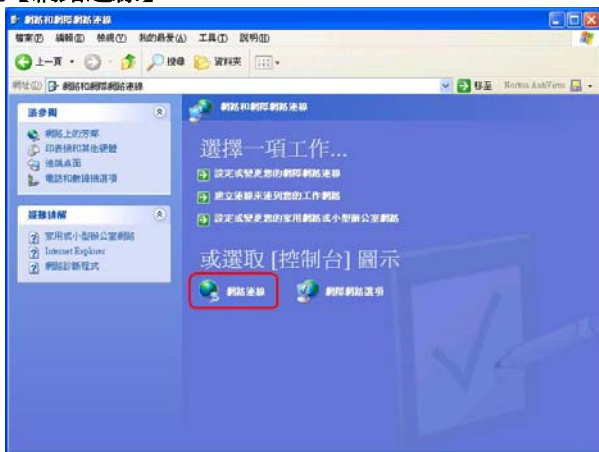 網路和網際網路連線
檔案(F) 編輯(E) 檢視(V) 我的最愛(A) 工具(T) 說明(H)
上一頁 搜尋 資料夾
網址(D) 網路和網際網路連線 移至 Norton AntiVirus
請參閱
網路上的芳鄰
印表機和其他硬體
遠端桌面
電話和數據機選項
疑難排解
家用或小型辦公室網路
Internet Explorer
網路診斷程式
網路和網際網路連線
選擇一項工作...
設定或變更您的網際網路連線
建立連線來連到您的工作網路
設定或變更您的家用網路或小型辦公室網路
或選取 [控制台] 圖示
網路連線 網際網路選項